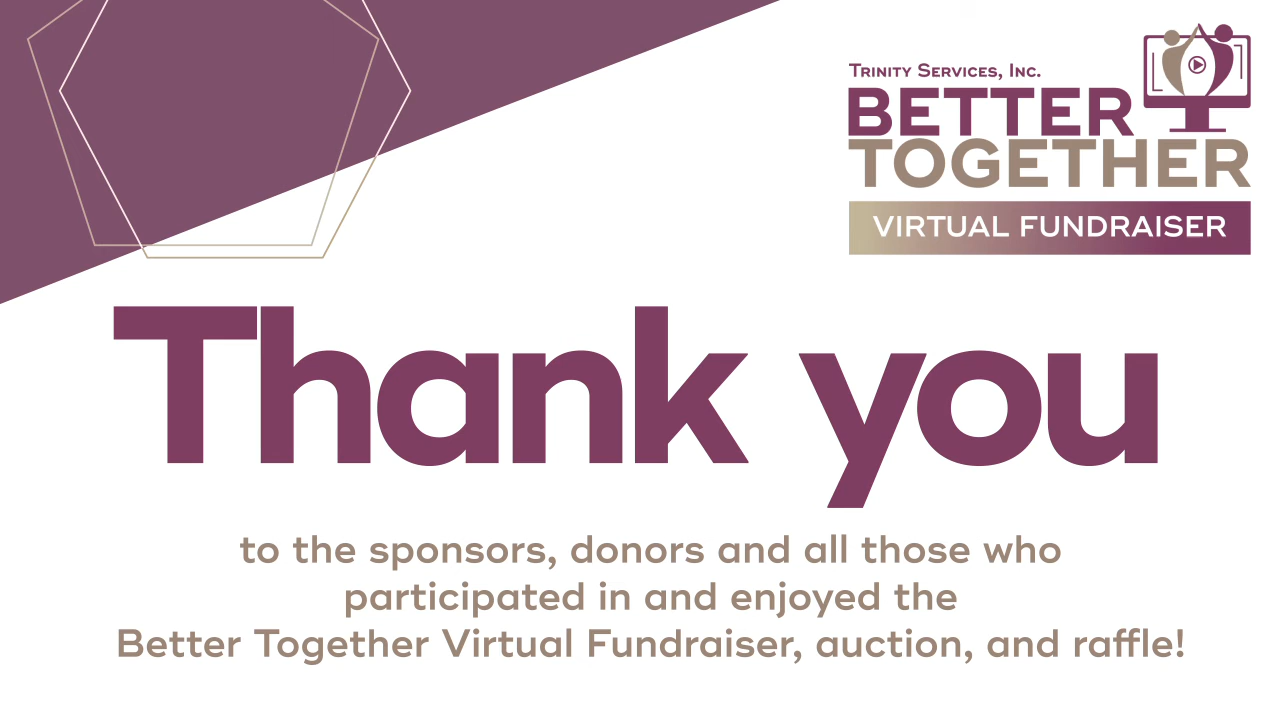 Trinity Services, Inc.
BETTER
TOGETHER
VIRTUAL FUNDRAISER
Thank you
to the sponsors, donors and all those who
participated in and enjoyed the
Better Together Virtual Fundraiser, auction, and raffle!